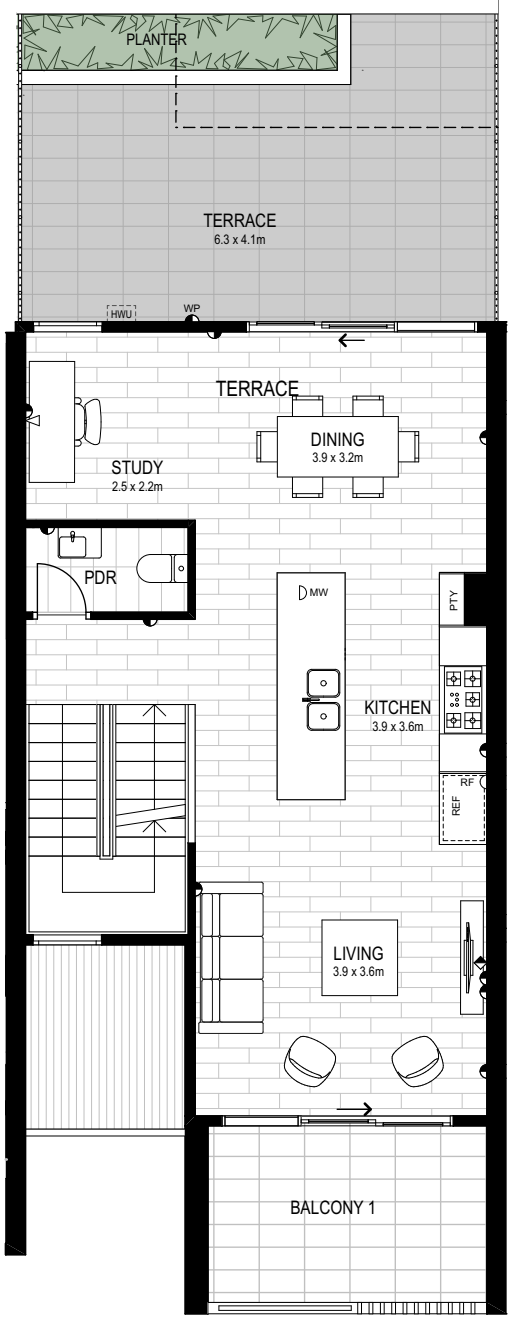 PLANTER
TERRACE
6.3 x 4.1m
HWU
WP
TERRACE
DINING
3.9 x 3.2m
STUDY
2.5 x 2.2m
PDR
MW
PTY
KITCHEN
3.9 x 3.6m
RF
REF
LIVING
3.9 x 3.6m
BALCONY 1